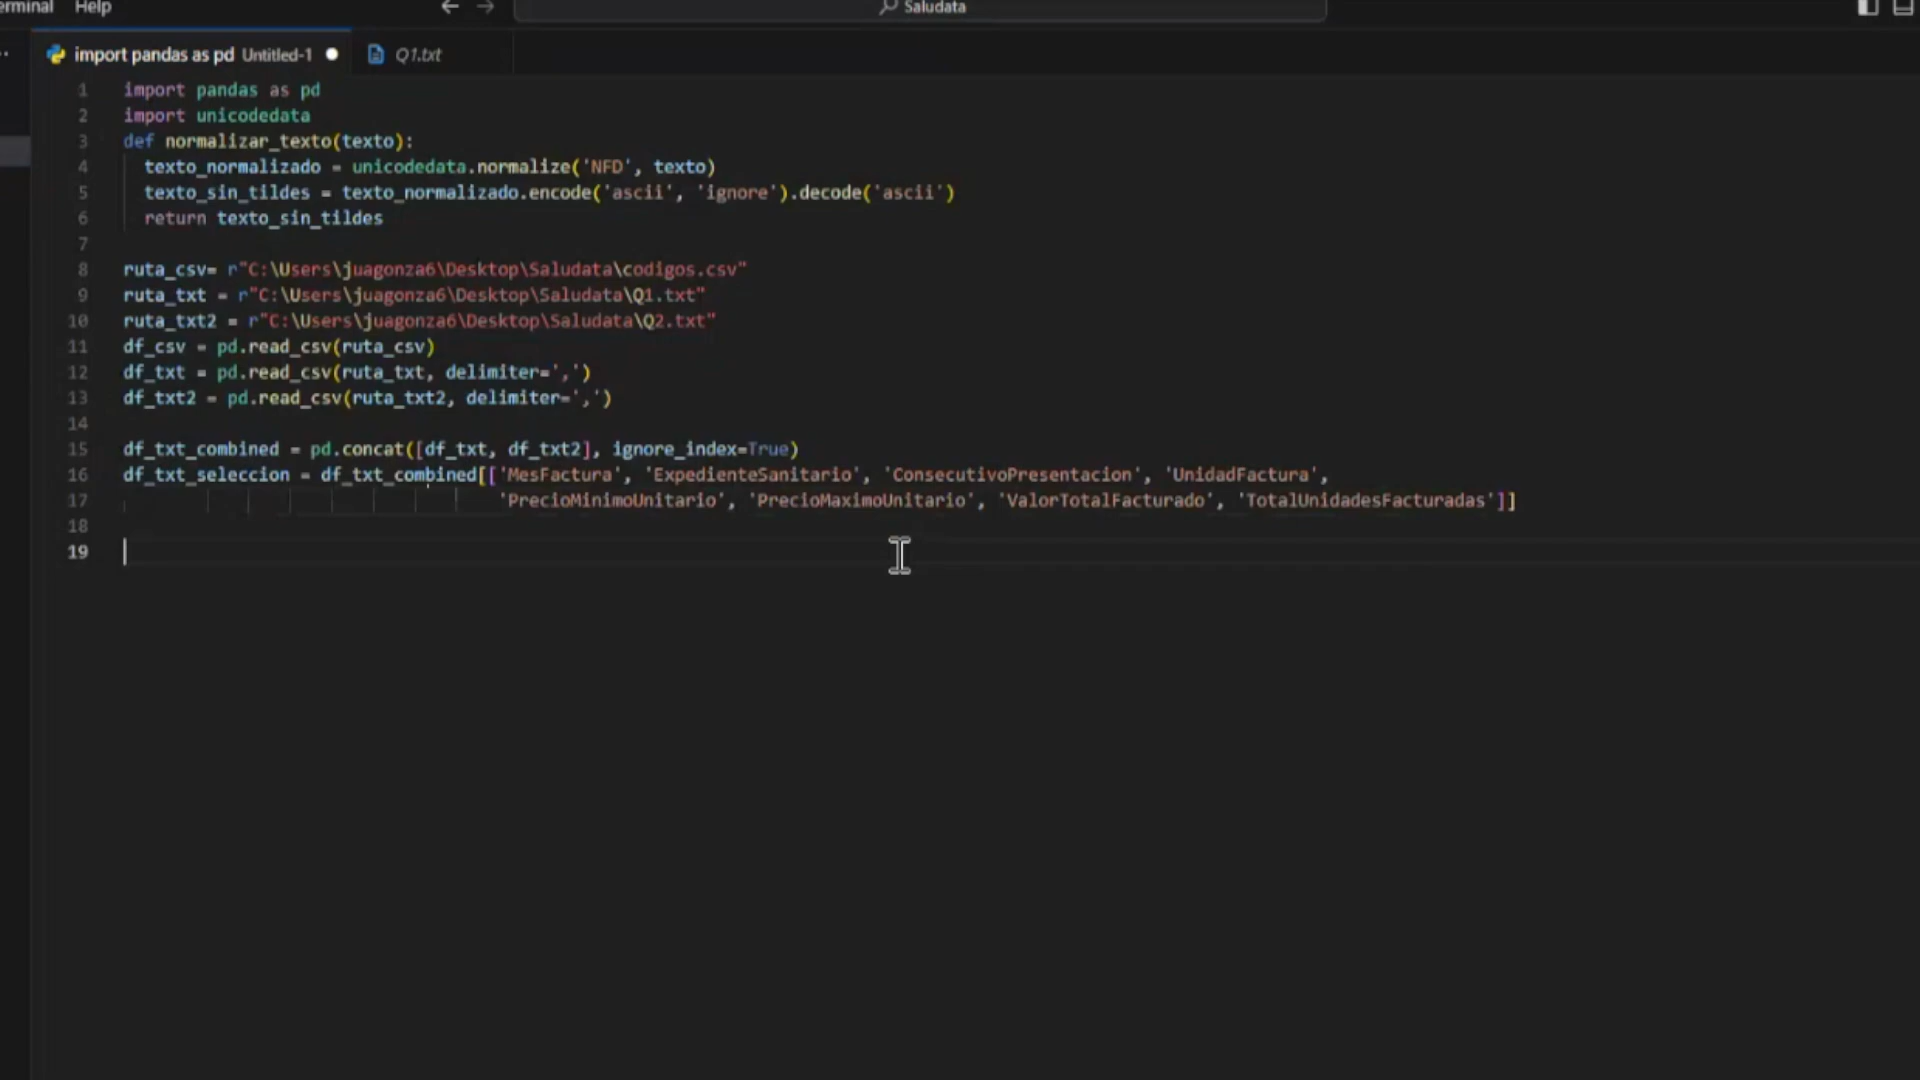 Help
Saludata
import pandas as pd Untitled-1
Q1.txt
1 import pandas as pd
2 import unicodedata
3 def normalizar_texto(texto):
4 texto_normalizado = unicodedata.normalize('NFD', texto)
5 texto_sin_tildes = texto_normalizado.encode('ascii', 'ignore').decode('ascii')
6 return texto_sin_tildes
7
8 ruta_csv= r"C:\Users\juagonza6\Desktop\Saludata\codigos.csv"
9 ruta_txt = r"C:\Users\juagonza6\Desktop\Saludata\Q1.txt"
10 ruta_txt2 = r"C:\Users\juagonza6\Desktop\Saludata\Q2.txt"
11 df_csv = pd.read_csv(ruta_csv)
12 df_txt = pd.read_csv(ruta_txt, delimiter=',')
13 df_txt2 = pd.read_csv(ruta_txt2, delimiter=',')
14
15 df_txt_combined = pd.concat([df_txt, df_txt2], ignore_index=True)
16 df_txt_seleccion = df_txt_combined[['MesFactura', 'ExpedienteSanitario', 'ConsecutivoPresentacion', 'UnidadFactura',
17 'PrecioMinimoUnitario', 'PrecioMaximoUnitario', 'ValorTotalFacturado', 'TotalUnidadesFacturadas']]
18
19